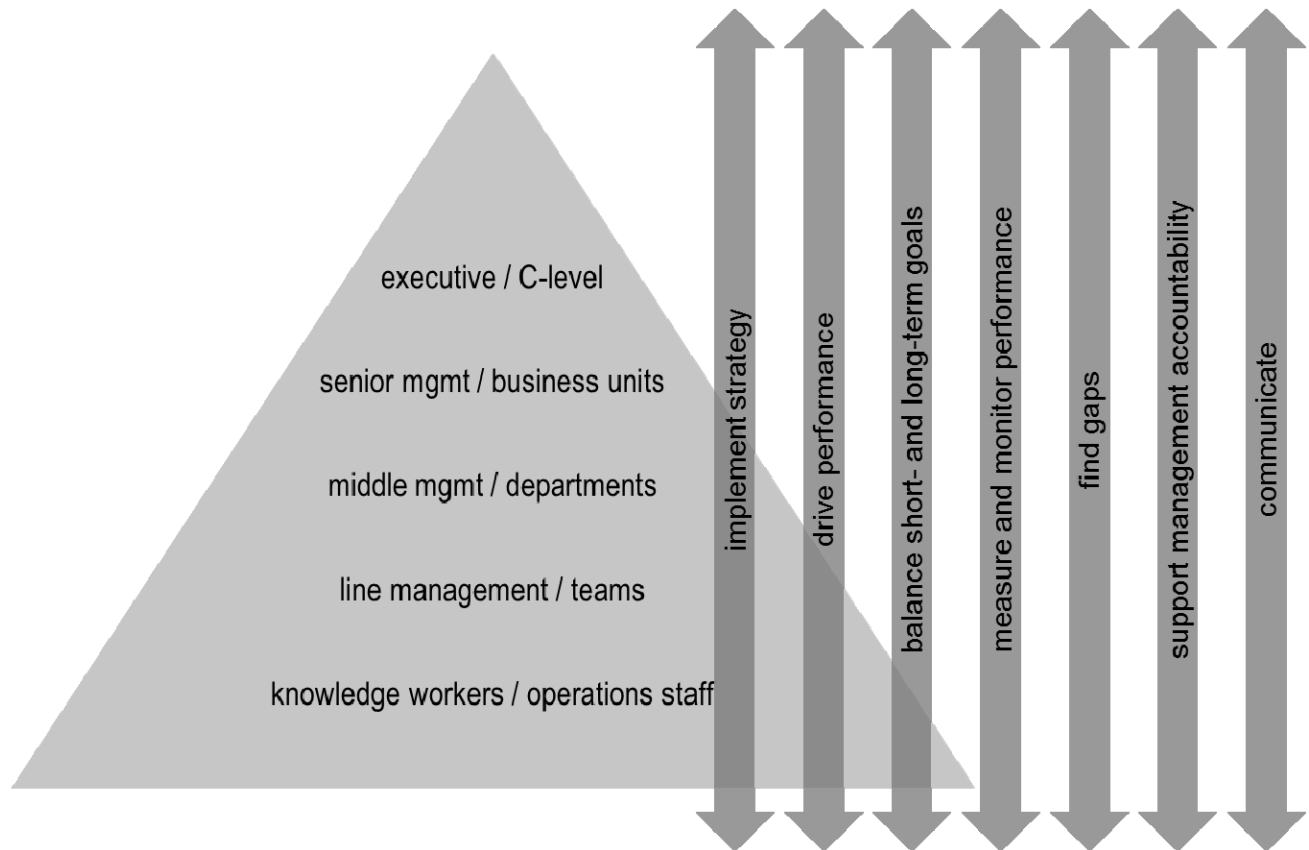 executive / C-level
senior mgmt / business units
middle mgmt / departments
line management / teams
knowledge workers / operations staff
implement strategy
drive performance
balance short- and long-term goals
measure and monitor performance
find gaps
support management accountability
communicate